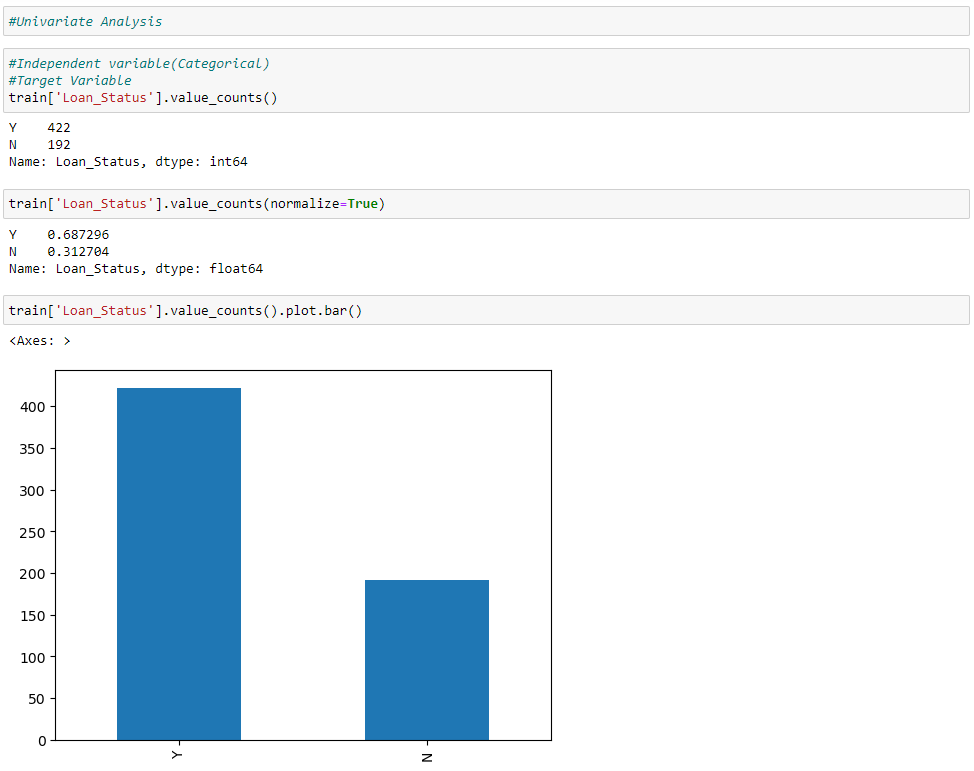 #Univariate Analysis
#Independent variable(Categorical)
#Target Variable
train['Loan_Status'].value_counts()
Y    422
N    192
Name: Loan_Status, dtype: int64
train['Loan_Status'].value_counts(normalize=True)
Y    0.687296
N    0.312704
Name: Loan_Status, dtype: float64
train['Loan_Status'].value_counts().plot.bar()
<Axes: >
400
350
300
250
200
150
100
50
0
Y
N